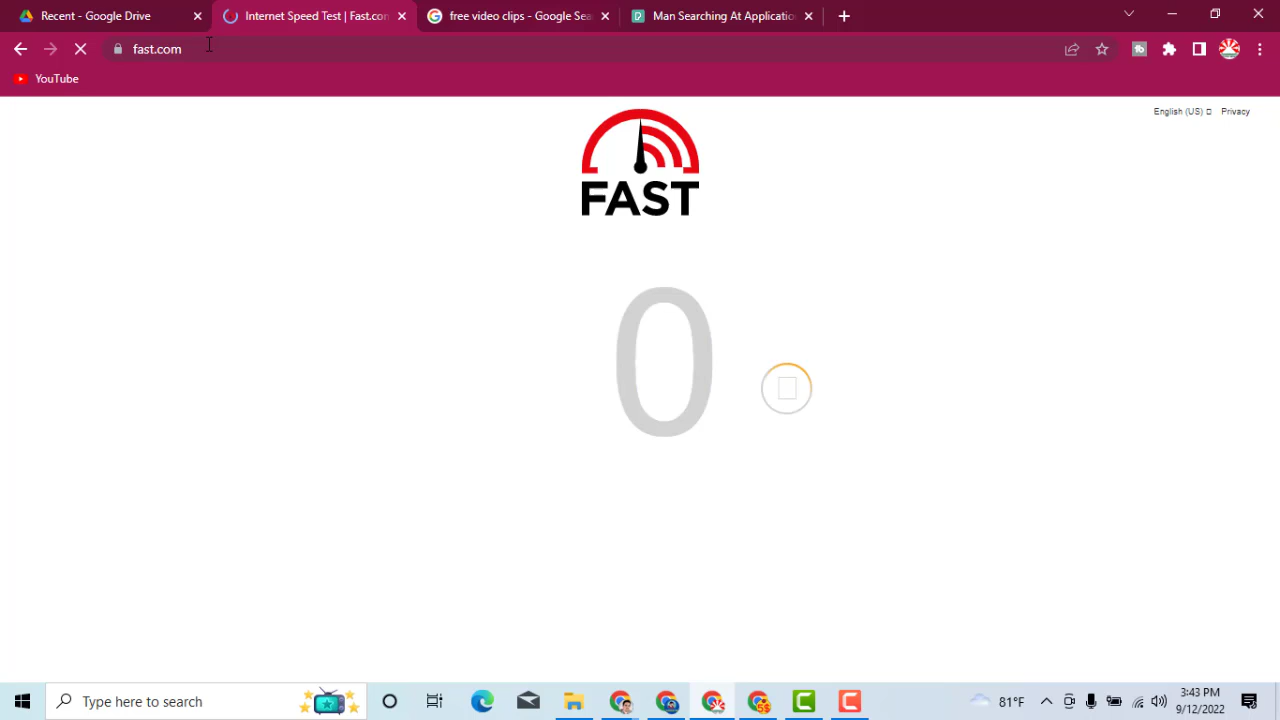 Recent - Google Drive
Internet Speed Test | Fast.com
free video clips - Google Sea
Man Searching At Application
fast.com
YouTube
English (US)
Privacy
FAST
0
Type here to search
81°F
3:43 PM
9/12/2022